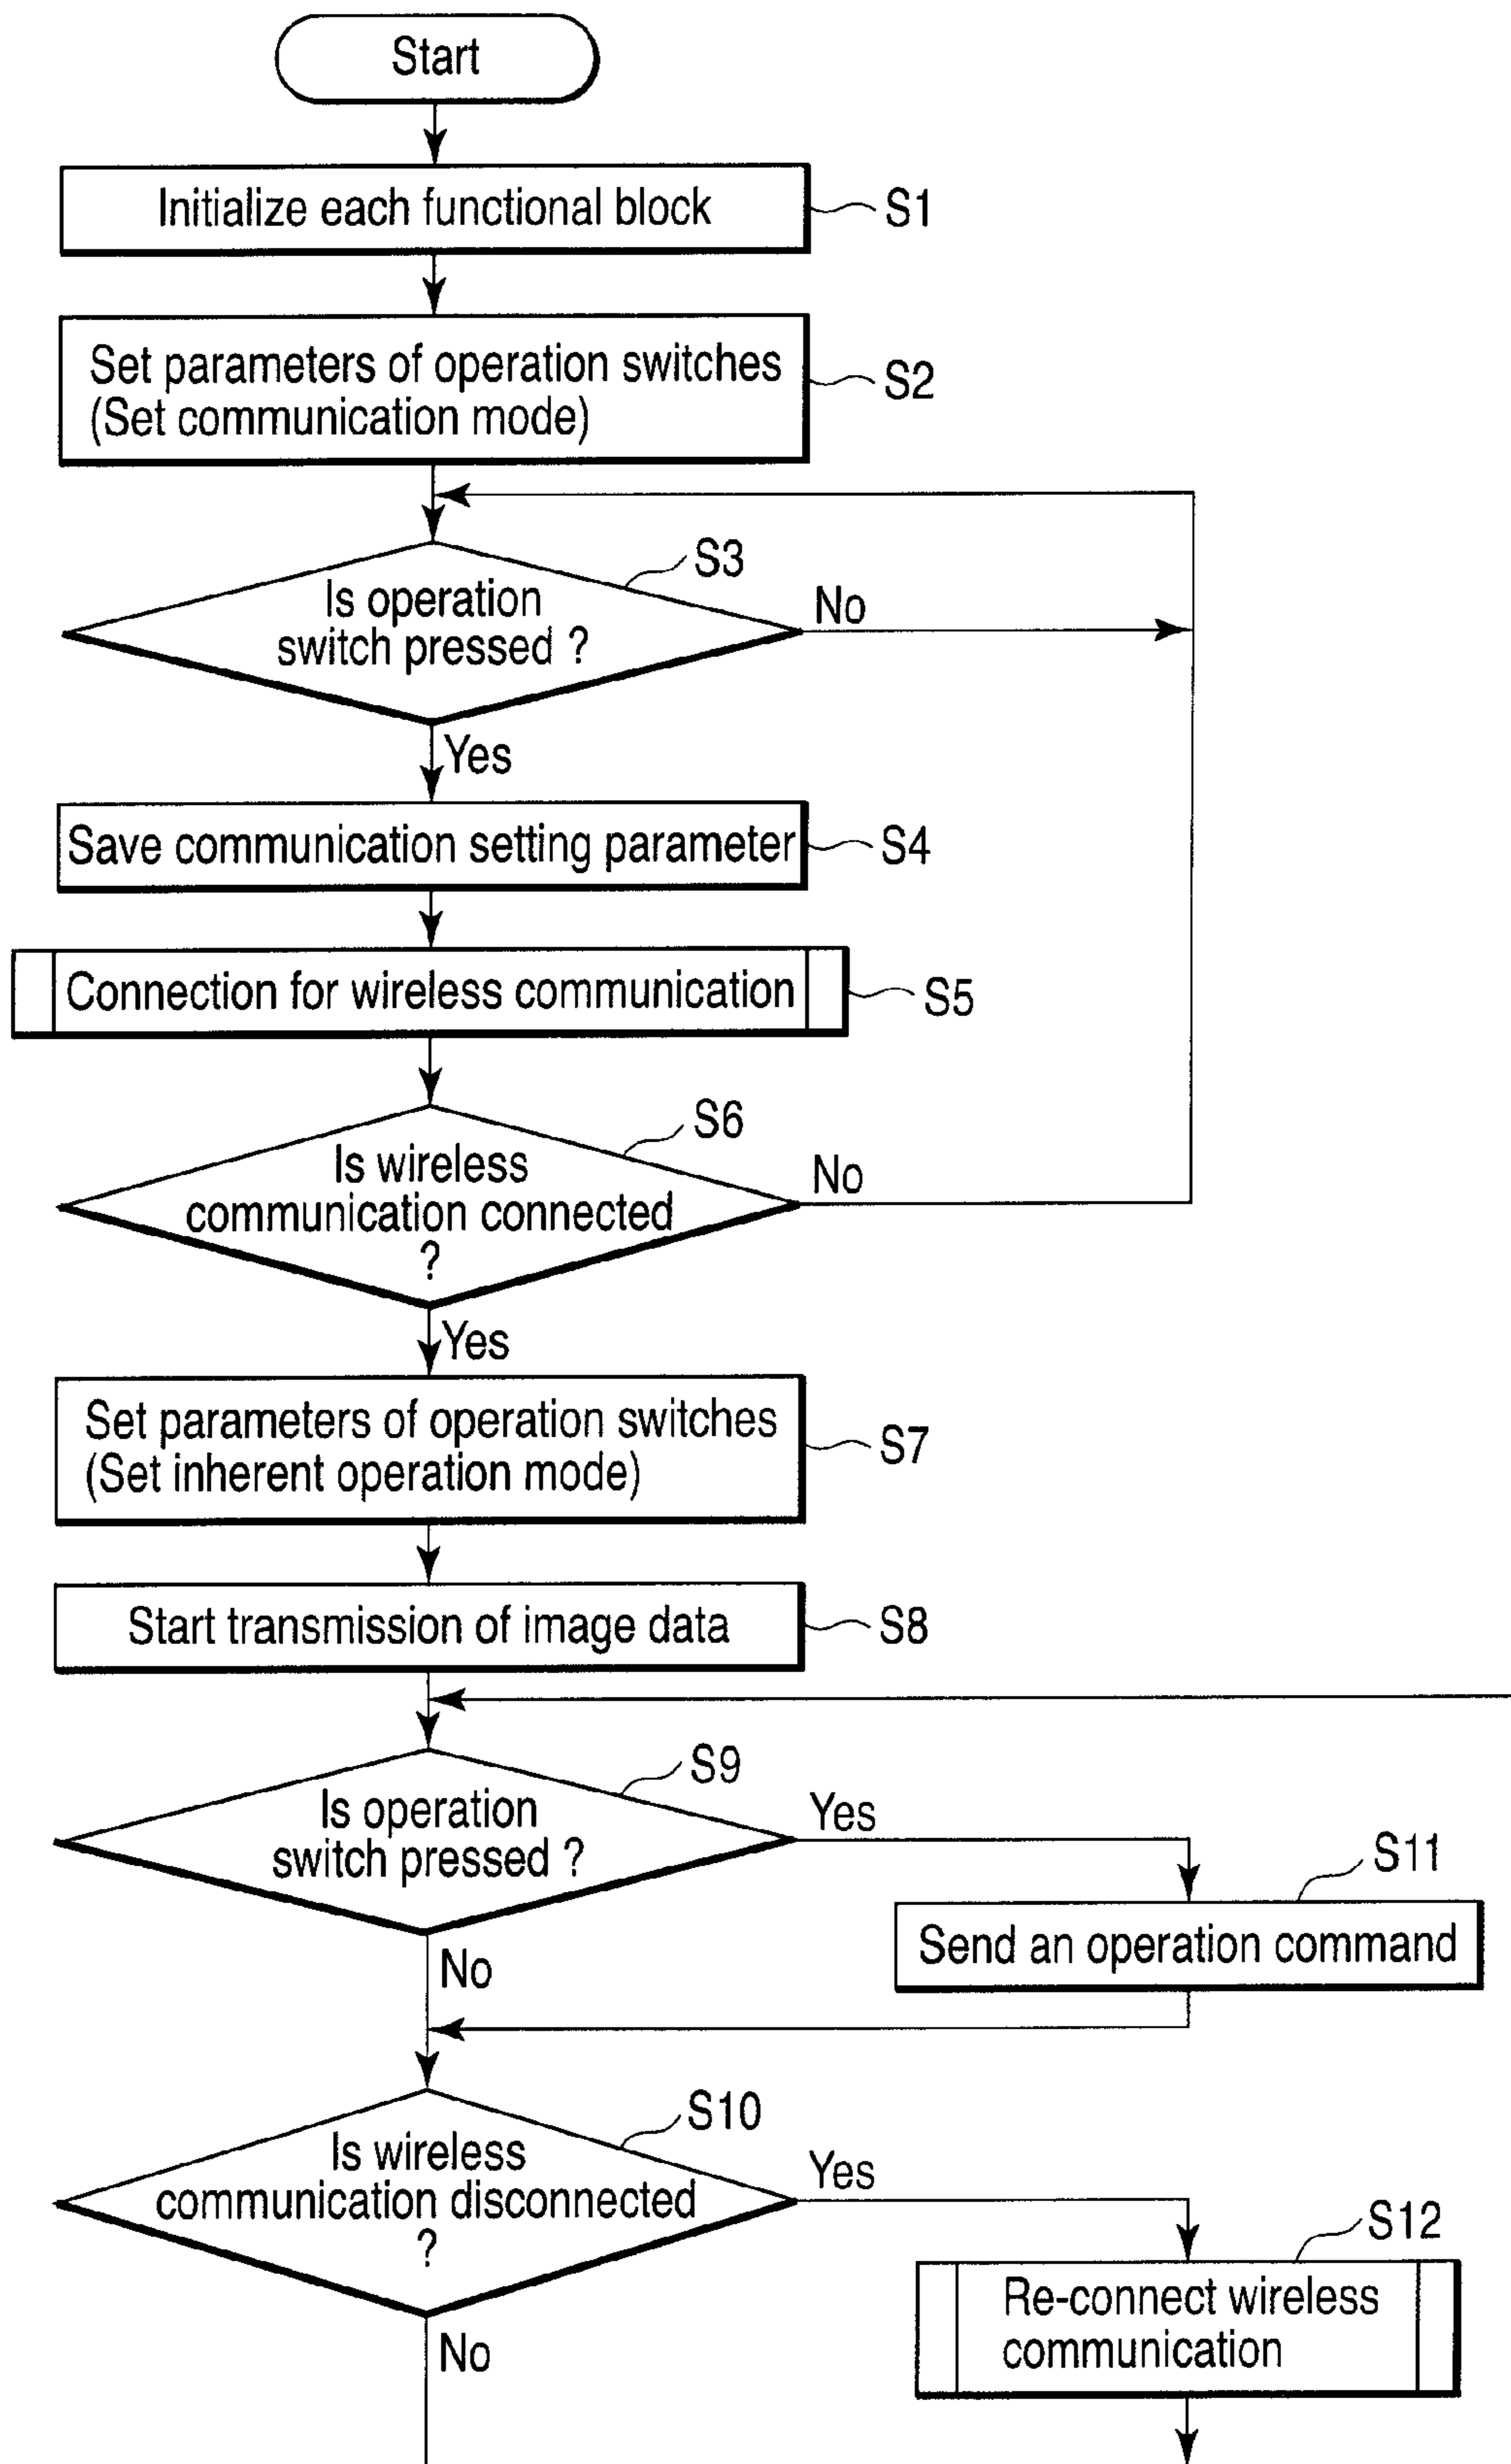 Start
Initialize each functional block
S1
Set parameters of operation switches
(Set communication mode)
S2
S3
Is operation
switch pressed ?
No
Yes
Save communication setting parameter
S4
Connection for wireless communication
S5
S6
Is wireless
communication connected
?
No
Yes
Set parameters of operation switches
(Set inherent operation mode)
S7
Start transmission of image data
S8
S9
Is operation
switch pressed ?
Yes
S11
Send an operation command
No
S10
Is wireless
communication disconnected
?
Yes
S12
Re-connect wireless
communication
No